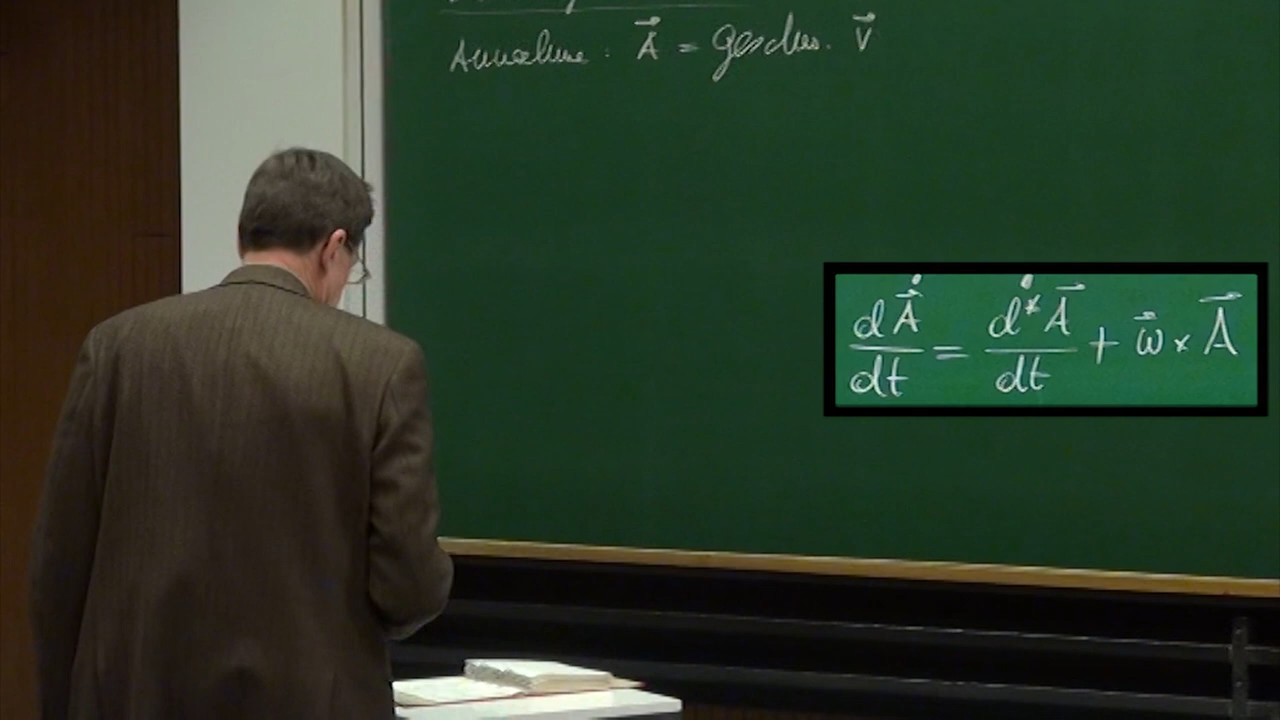 Annahme : A⃗ = geschw. v⃗
dA⃗/dt = d*A⃗/dt + ω⃗ × A⃗